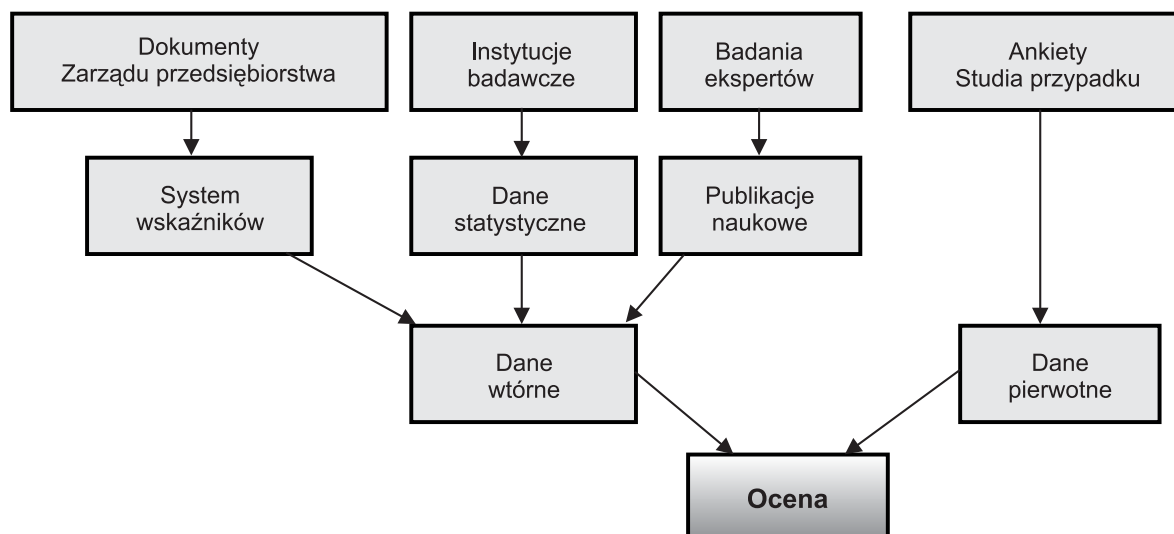 Dokumenty
Zarządu przedsiębiorstwa
Instytucje
badawcze
Badania
ekspertów
Ankiety
Studia przypadku
System
wskaźników
Dane
statystyczne
Publikacje
naukowe
Dane
wtórne
Dane
pierwotne
Ocena